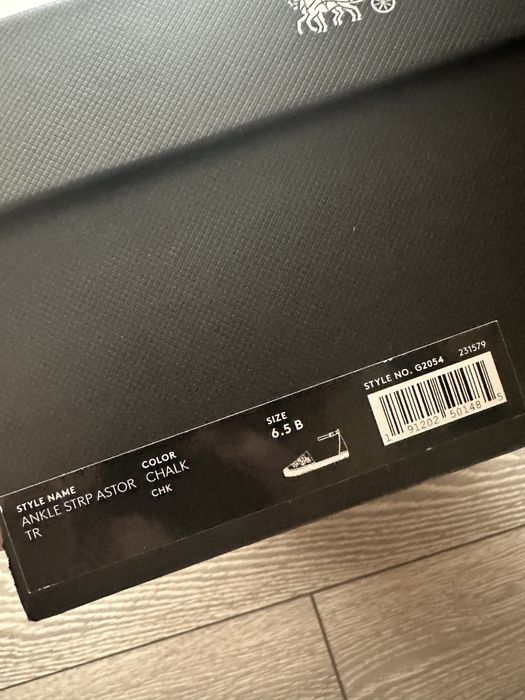 STYLE NAME
ANKLE STRP ASTOR
TR
COLOR
CHALK
CHK
SIZE
6.5 B
STYLE NO. G2054 231579
1 91202 50148 5